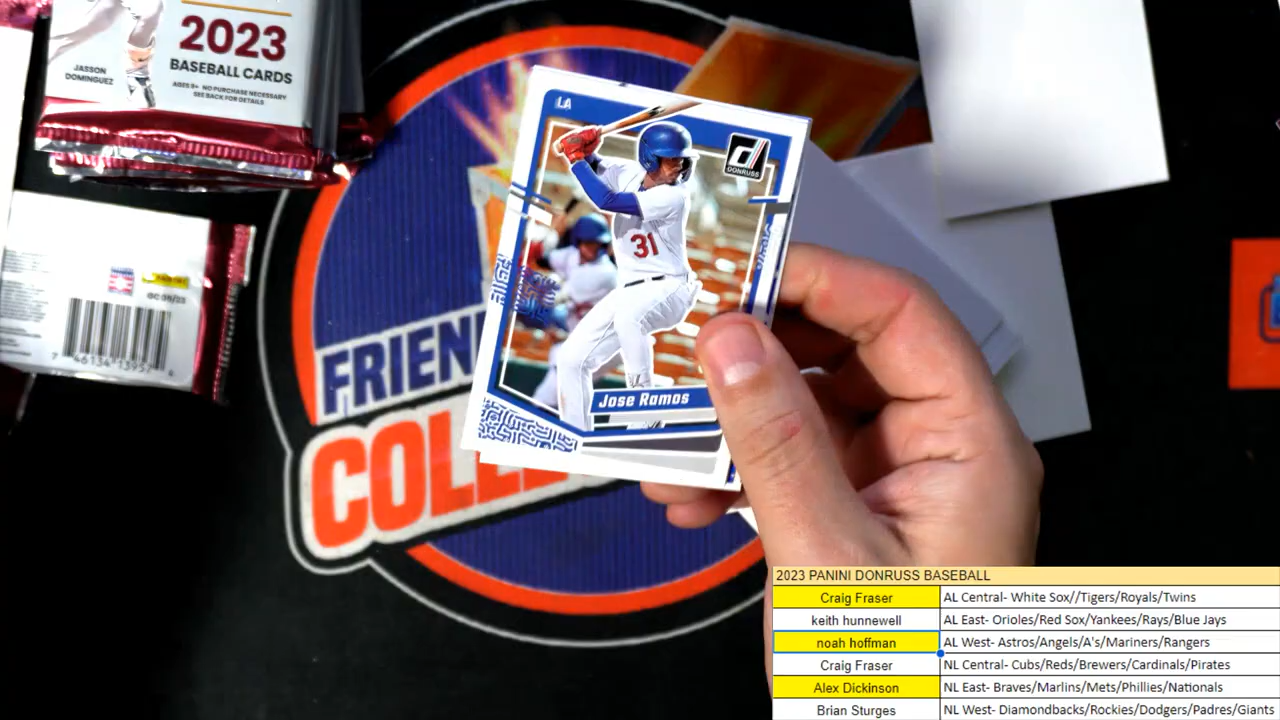 2023
BASEBALL CARDS
JASSON
DOMINGUEZ
AGES 9+ NO PURCHASE NECESSARY
SEE BACK FOR DETAILS
LA
DONRUSS
31
Jose Ramos
FRIEN
COLLE
2023 PANINI DONRUSS BASEBALL
Craig Fraser AL Central- White Sox//Tigers/Royals/Twins
keith hunnewell AL East- Orioles/Red Sox/Yankees/Rays/Blue Jays
noah hoffman AL West- Astros/Angels/A's/Mariners/Rangers
Craig Fraser NL Central- Cubs/Reds/Brewers/Cardinals/Pirates
Alex Dickinson NL East- Braves/Marlins/Mets/Phillies/Nationals
Brian Sturges NL West- Diamondbacks/Rockies/Dodgers/Padres/Giants